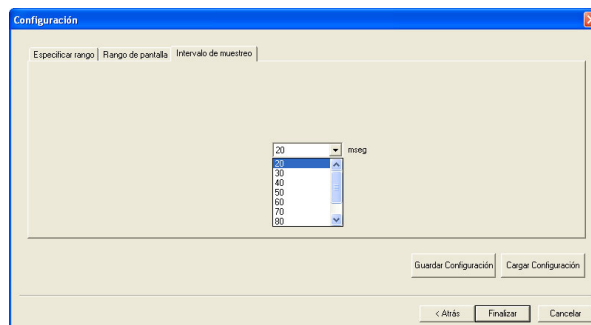 Configuración
Especificar rango Rango de pantalla Intervalo de muestreo
20 mseg
20
30
40
50
60
70
80
Guardar Configuración Cargar Configuración
< Atrás Finalizar Cancelar